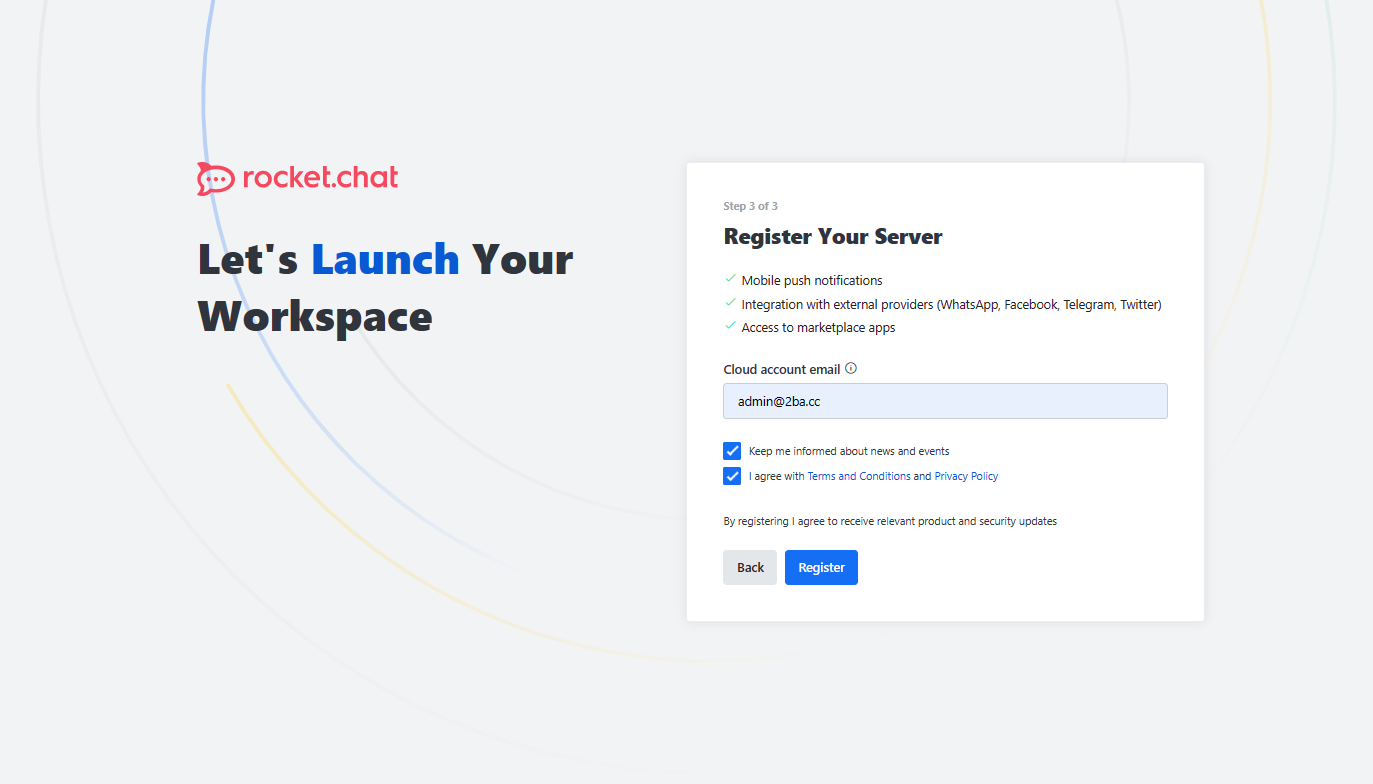 rocket.chat
Let's Launch Your
Workspace
Step 3 of 3
Register Your Server
Mobile push notifications
Integration with external providers (WhatsApp, Facebook, Telegram, Twitter)
Access to marketplace apps
Cloud account email
admin@2ba.cc
Keep me informed about news and events
I agree with Terms and Conditions and Privacy Policy
By registering I agree to receive relevant product and security updates
Back Register